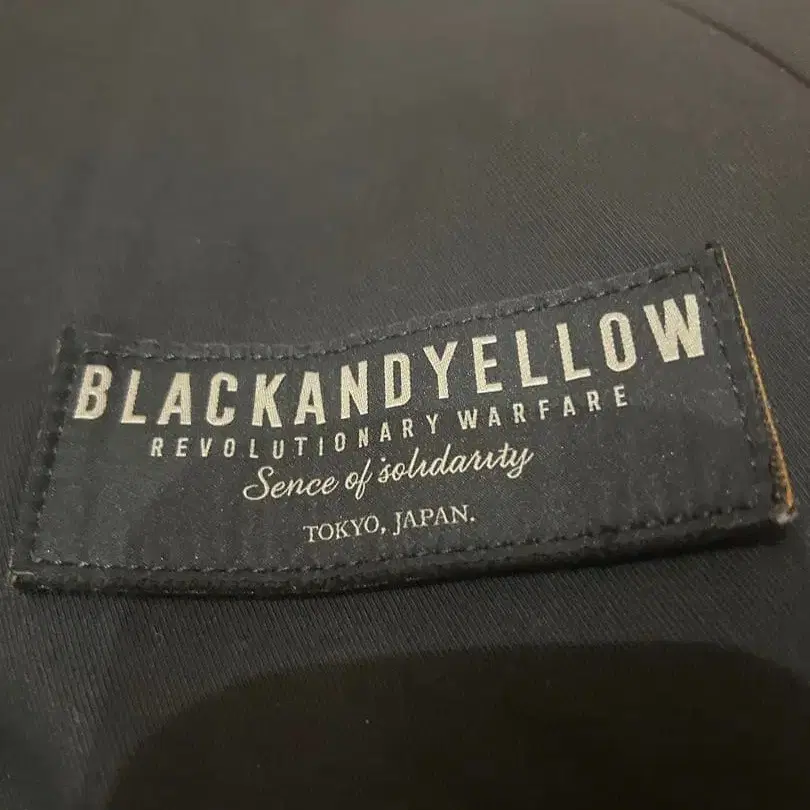 BLACKANDYELLOW
REVOLUTIONARY WARFARE
Sence of solidarity
TOKYO, JAPAN.